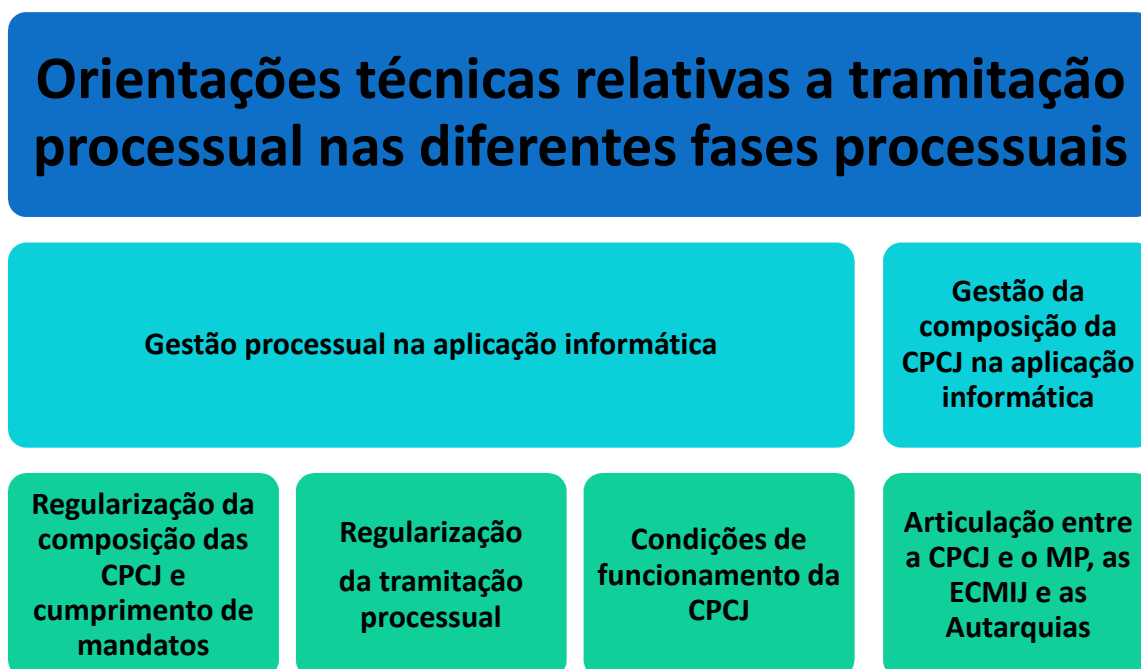 Orientações técnicas relativas a tramitação
processual nas diferentes fases processuais
Gestão processual na aplicação informática
Gestão da
composição da
CPCJ na aplicação
informática
Regularização da
composição das
CPCJ e
cumprimento de
mandatos
Regularização
da tramitação
processual
Condições de
funcionamento da
CPCJ
Articulação entre
a CPCJ e o MP, as
ECMIJ e as
Autarquias